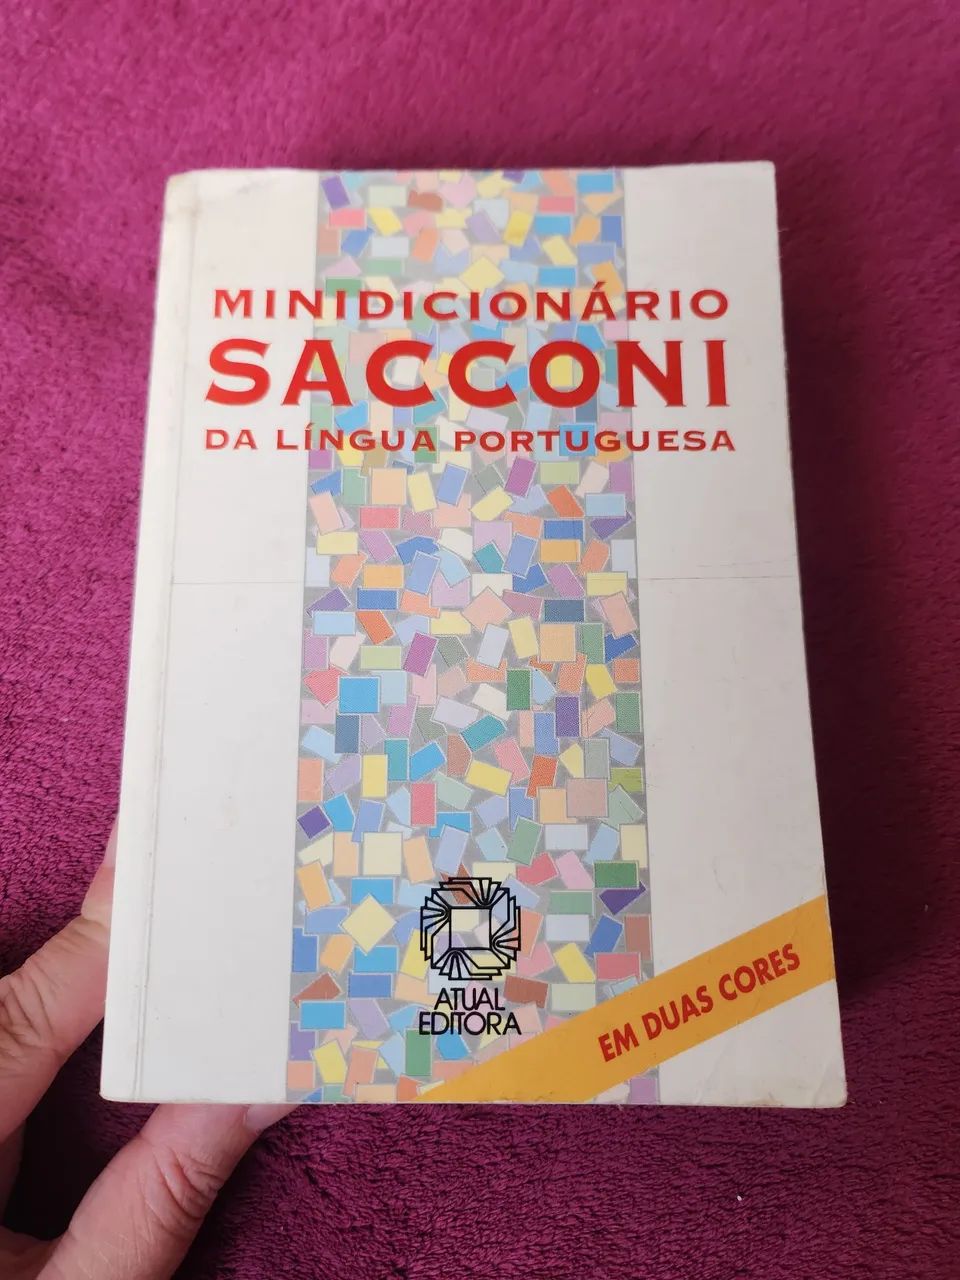 MINIDICIONÁRIO
SACCONI
DA LÍNGUA PORTUGUESA
ATUAL
EDITORA
EM DUAS CORES